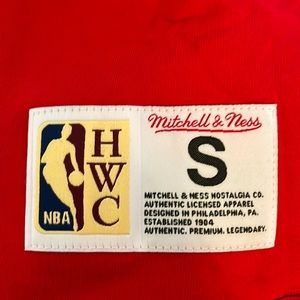 NBA
H
W
C
Mitchell & Ness
S
MITCHELL & NESS NOSTALGIA CO.
AUTHENTIC LICENSED APPAREL
DESIGNED IN PHILADELPHIA, PA.
ESTABLISHED 1904
AUTHENTIC. PREMIUM. LEGENDARY.